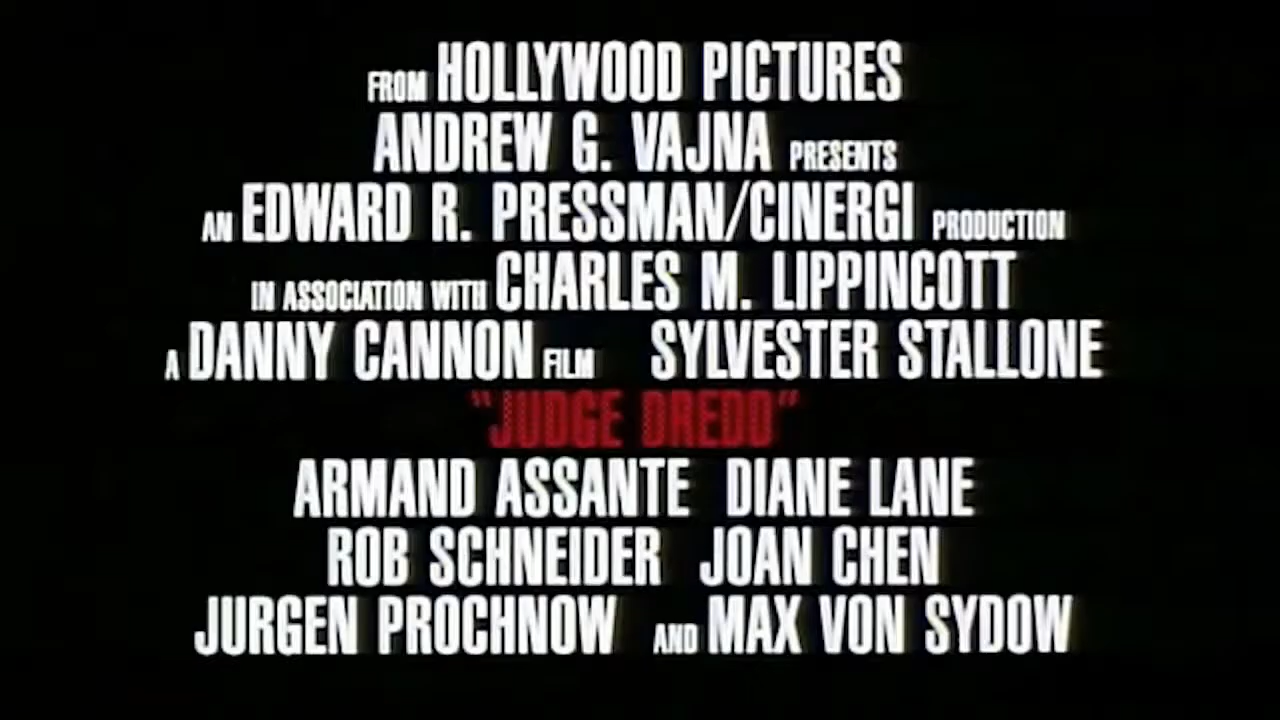 FROM HOLLYWOOD PICTURES
ANDREW G. VAJNA PRESENTS
AN EDWARD R. PRESSMAN/CINERGI PRODUCTION
IN ASSOCIATION WITH CHARLES M. LIPPINCOTT
A DANNY CANNON FILM SYLVESTER STALLONE
"JUDGE DREDD"
ARMAND ASSANTE DIANE LANE
ROB SCHNEIDER JOAN CHEN
JURGEN PROCHNOW AND MAX VON SYDOW